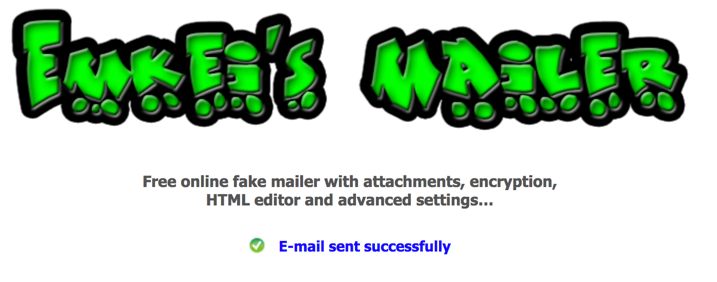 EMKEI'S MAILER
Free online fake mailer with attachments, encryption,
HTML editor and advanced settings...
E-mail sent successfully